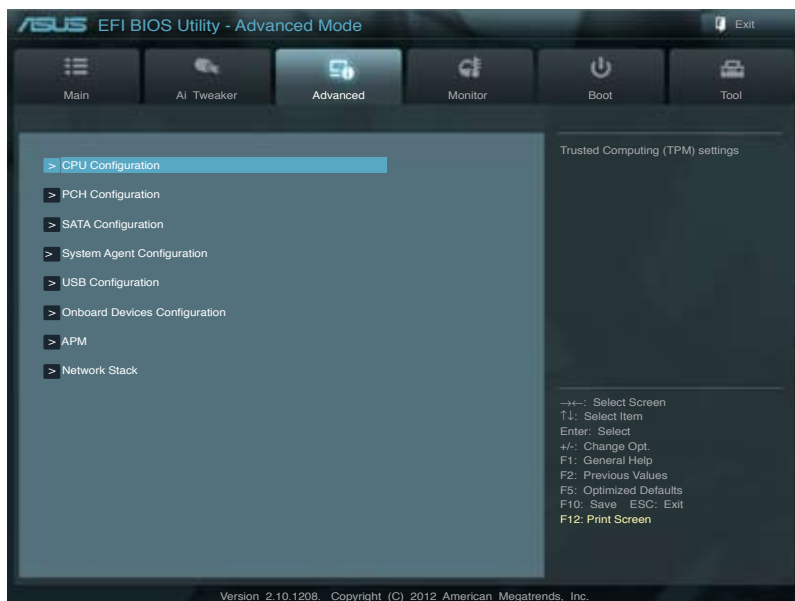 ASUS EFI BIOS Utility - Advanced Mode
Exit
Main
Ai Tweaker
Advanced
Monitor
Boot
Tool
> CPU Configuration
> PCH Configuration
> SATA Configuration
> System Agent Configuration
> USB Configuration
> Onboard Devices Configuration
> APM
> Network Stack
Trusted Computing (TPM) settings
→←: Select Screen
↑↓: Select Item
Enter: Select
+/-: Change Opt.
F1: General Help
F2: Previous Values
F5: Optimized Defaults
F10: Save ESC: Exit
F12: Print Screen
Version 2.10.1208. Copyright (C) 2012 American Megatrends, Inc.